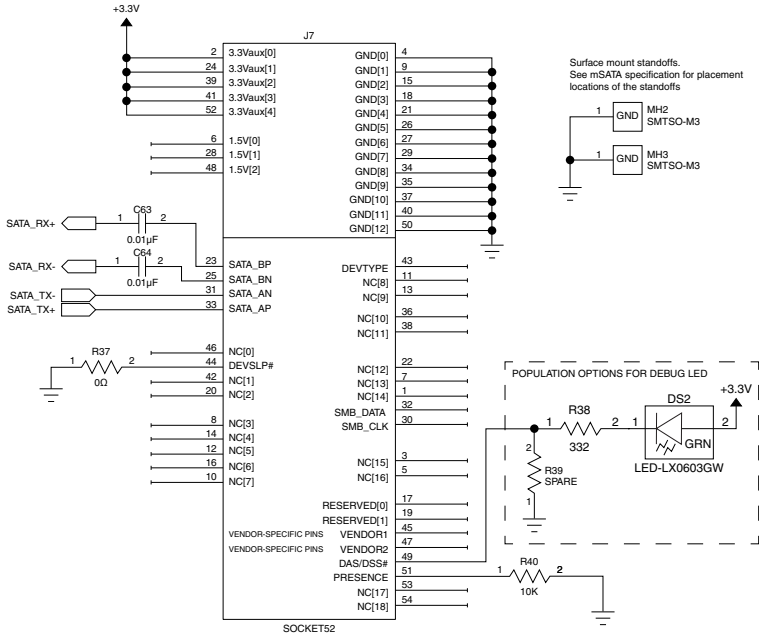 +3.3V
J7
2 3.3Vaux[0]
24 3.3Vaux[1]
39 3.3Vaux[2]
41 3.3Vaux[3]
52 3.3Vaux[4]
6 1.5V[0]
28 1.5V[1]
48 1.5V[2]
GND[0] 4
GND[1] 9
GND[2] 15
GND[3] 18
GND[4] 21
GND[5] 26
GND[6] 27
GND[7] 29
GND[8] 34
GND[9] 35
GND[10] 37
GND[11] 40
GND[12] 50
Surface mount standoffs.
See mSATA specification for placement
locations of the standoffs
1 GND MH2
SMTSO-M3
1 GND MH3
SMTSO-M3
SATA_RX+ 1 C63 2
0.01µF
SATA_RX- 1 C64 2
0.01µF
SATA_TX-
SATA_TX+
23 SATA_BP
25 SATA_BN
31 SATA_AN
33 SATA_AP
R37
1 2
0Ω
46 NC[0]
44 DEVSLP#
42 NC[1]
20 NC[2]
8 NC[3]
14 NC[4]
12 NC[5]
16 NC[6]
10 NC[7]
DEVTYPE 43
NC[8] 11
NC[9] 13
NC[10] 36
NC[11] 38
NC[12] 22
NC[13] 7
NC[14] 1
SMB_DATA 32
SMB_CLK 30
NC[15] 3
NC[16] 5
RESERVED[0] 17
RESERVED[1] 19
VENDOR-SPECIFIC PINS VENDOR1 45
VENDOR-SPECIFIC PINS VENDOR2 47
DAS/DSS# 49
PRESENCE 51
NC[17] 53
NC[18] 54
SOCKET52
POPULATION OPTIONS FOR DEBUG LED
+3.3V
DS2
R38
1 2
332
1 2
GRN
LED-LX0603GW
2
R39
SPARE
1
R40
1 2
10K